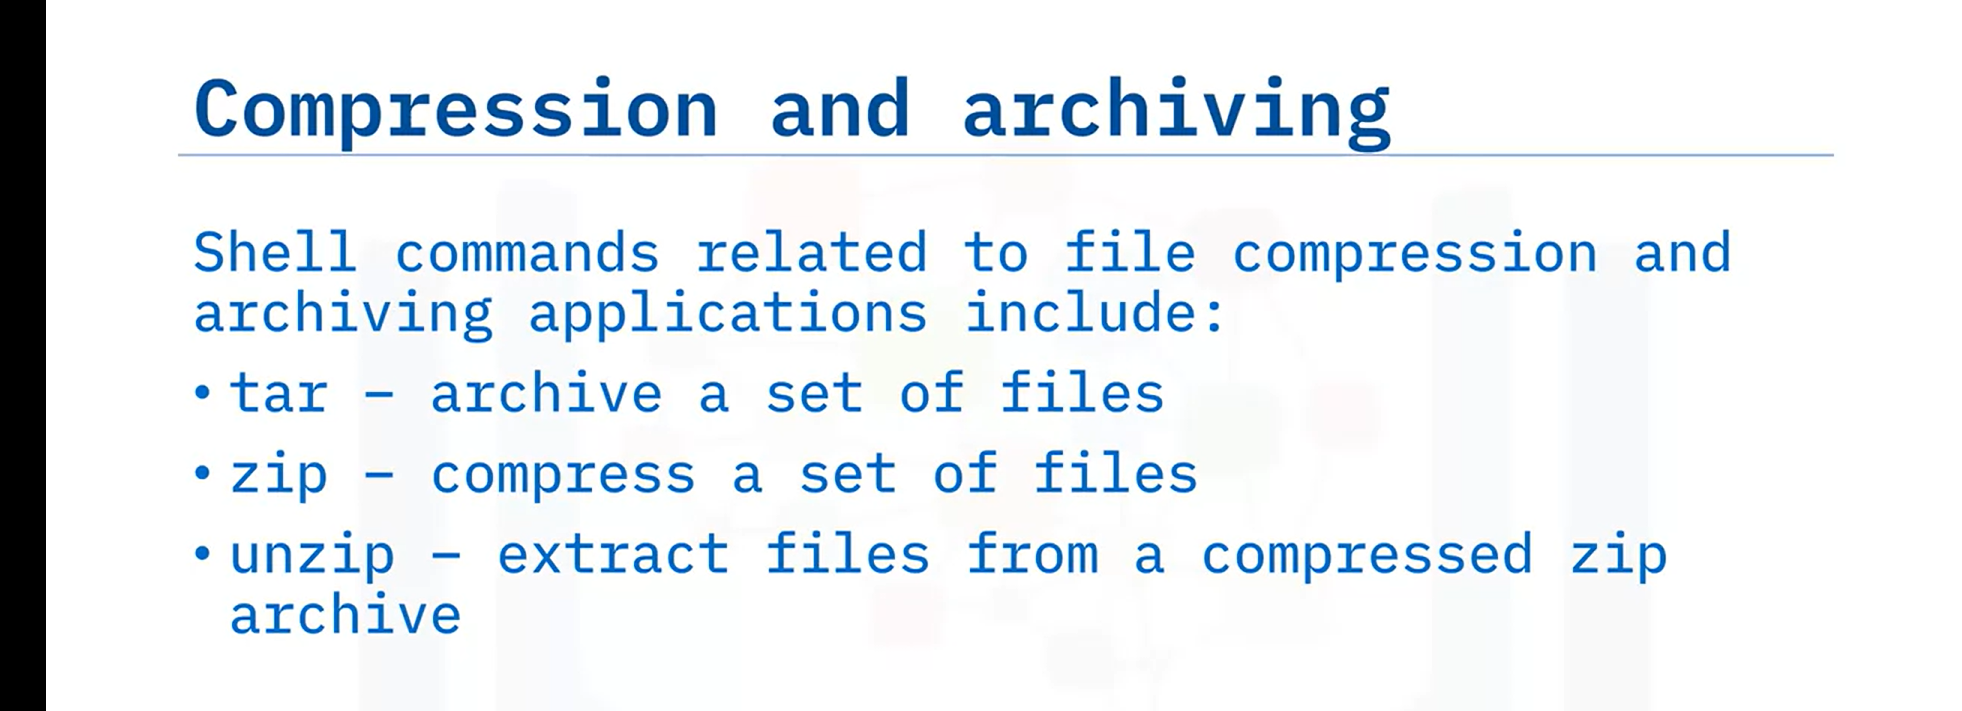 Compression and archiving
Shell commands related to file compression and
archiving applications include:
• tar – archive a set of files
• zip – compress a set of files
• unzip – extract files from a compressed zip
archive